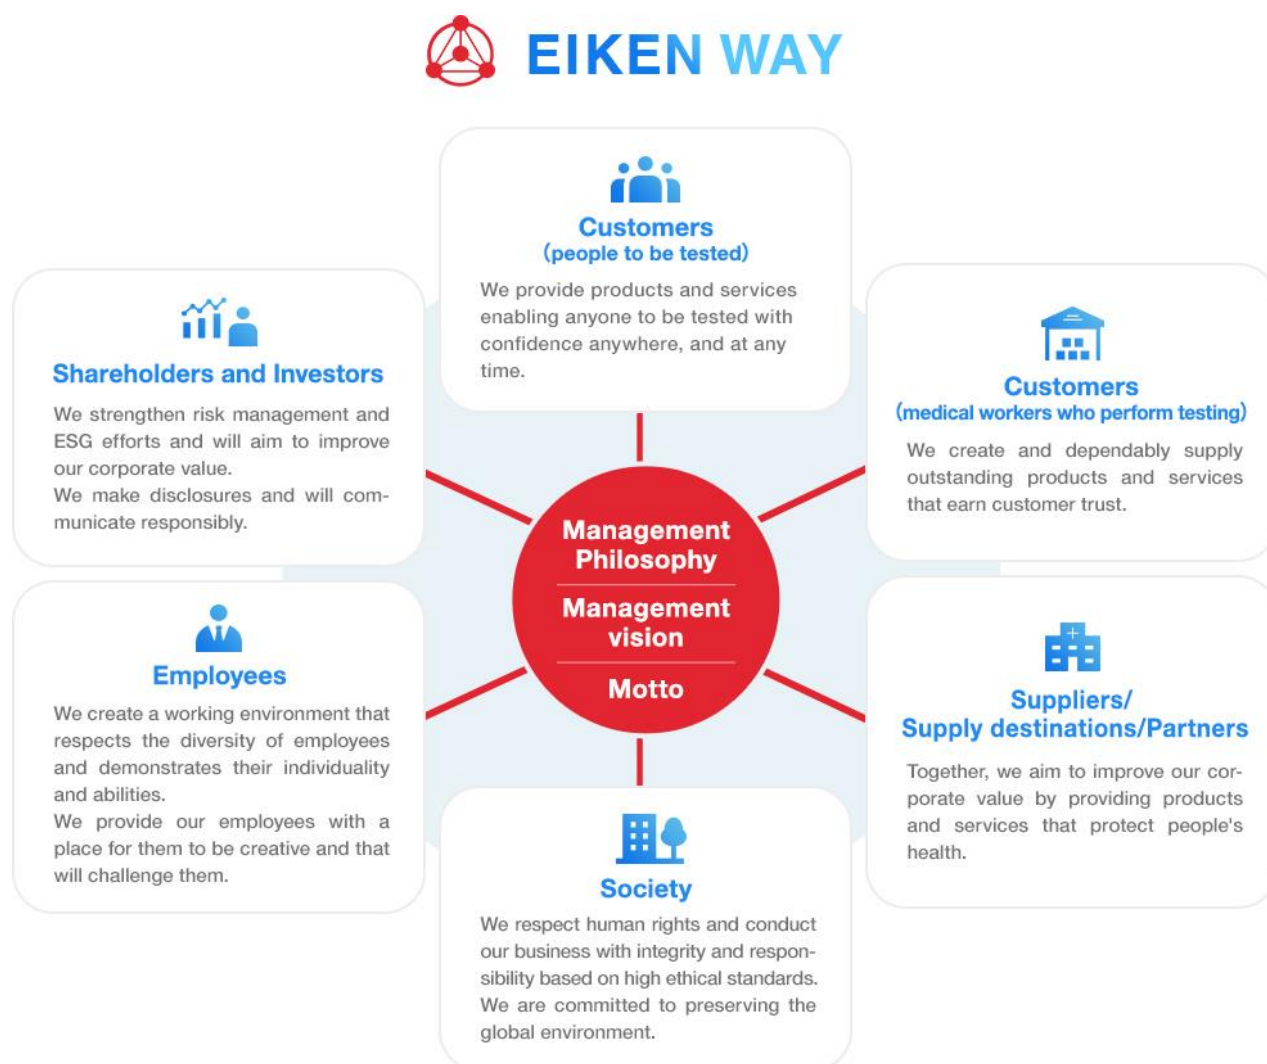 EIKEN WAY
Customers
(people to be tested)
We provide products and services
enabling anyone to be tested with
confidence anywhere, and at any
time.
Shareholders and Investors
We strengthen risk management and
ESG efforts and will aim to improve
our corporate value.
We make disclosures and will com-
municate responsibly.
Customers
(medical workers who perform testing)
We create and dependably supply
outstanding products and services
that earn customer trust.
Management
Philosophy
Management
vision
Motto
Employees
We create a working environment that
respects the diversity of employees
and demonstrates their individuality
and abilities.
We provide our employees with a
place for them to be creative and that
will challenge them.
Suppliers/
Supply destinations/Partners
Together, we aim to improve our cor-
porate value by providing products
and services that protect people's
health.
Society
We respect human rights and conduct
our business with integrity and respon-
sibility based on high ethical standards.
We are committed to preserving the
global environment.